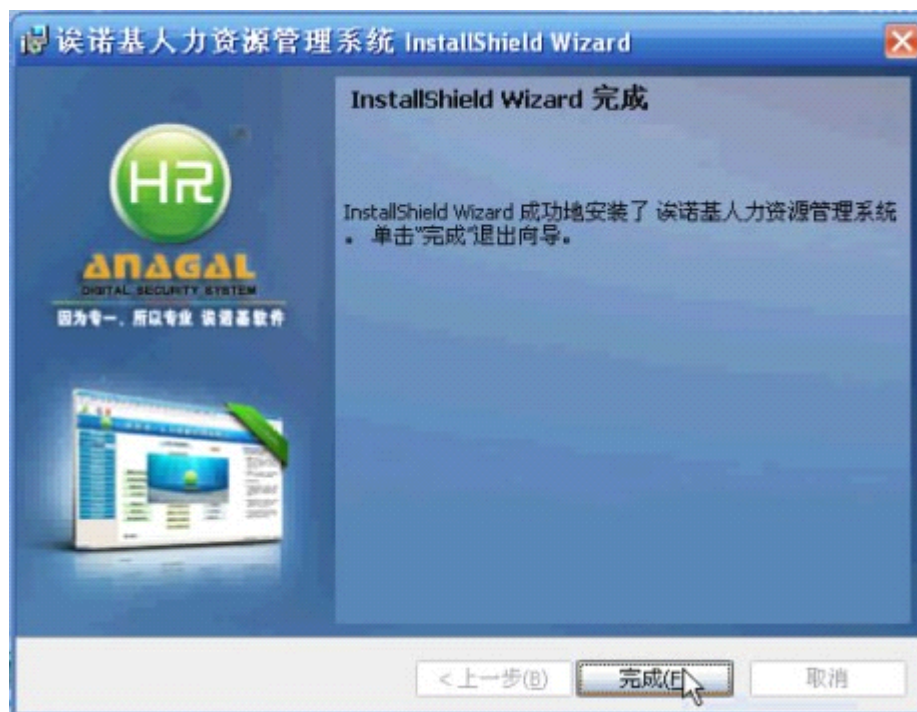 诶诺基人力资源管理系统 InstallShield Wizard
InstallShield Wizard 完成
HR
InstallShield Wizard 成功地安装了 诶诺基人力资源管理系统
。 单击“完成”退出向导。
ANAGAL
DIGITAL SECURITY SYSTEM
因为专一、所以专业 诶诺基软件
<上一步(B)
完成(F
取消